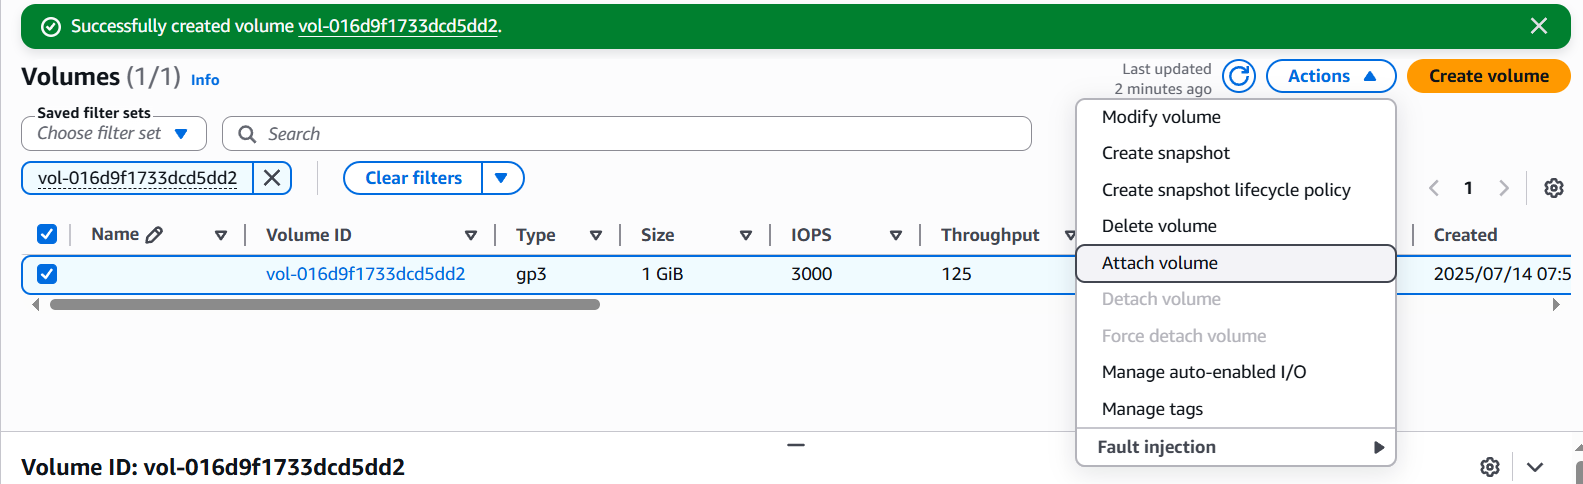 Successfully created volume vol-016d9f1733dcd5dd2.
Volumes (1/1) Info
Last updated
2 minutes ago
Actions
Create volume
Saved filter sets
Choose filter set
Search
vol-016d9f1733dcd5dd2
Clear filters
1
Name
Volume ID
Type
Size
IOPS
Throughput
Created
vol-016d9f1733dcd5dd2
gp3
1 GiB
3000
125
2025/07/14 07:5
Modify volume
Create snapshot
Create snapshot lifecycle policy
Delete volume
Attach volume
Detach volume
Force detach volume
Manage auto-enabled I/O
Manage tags
Fault injection
Volume ID: vol-016d9f1733dcd5dd2